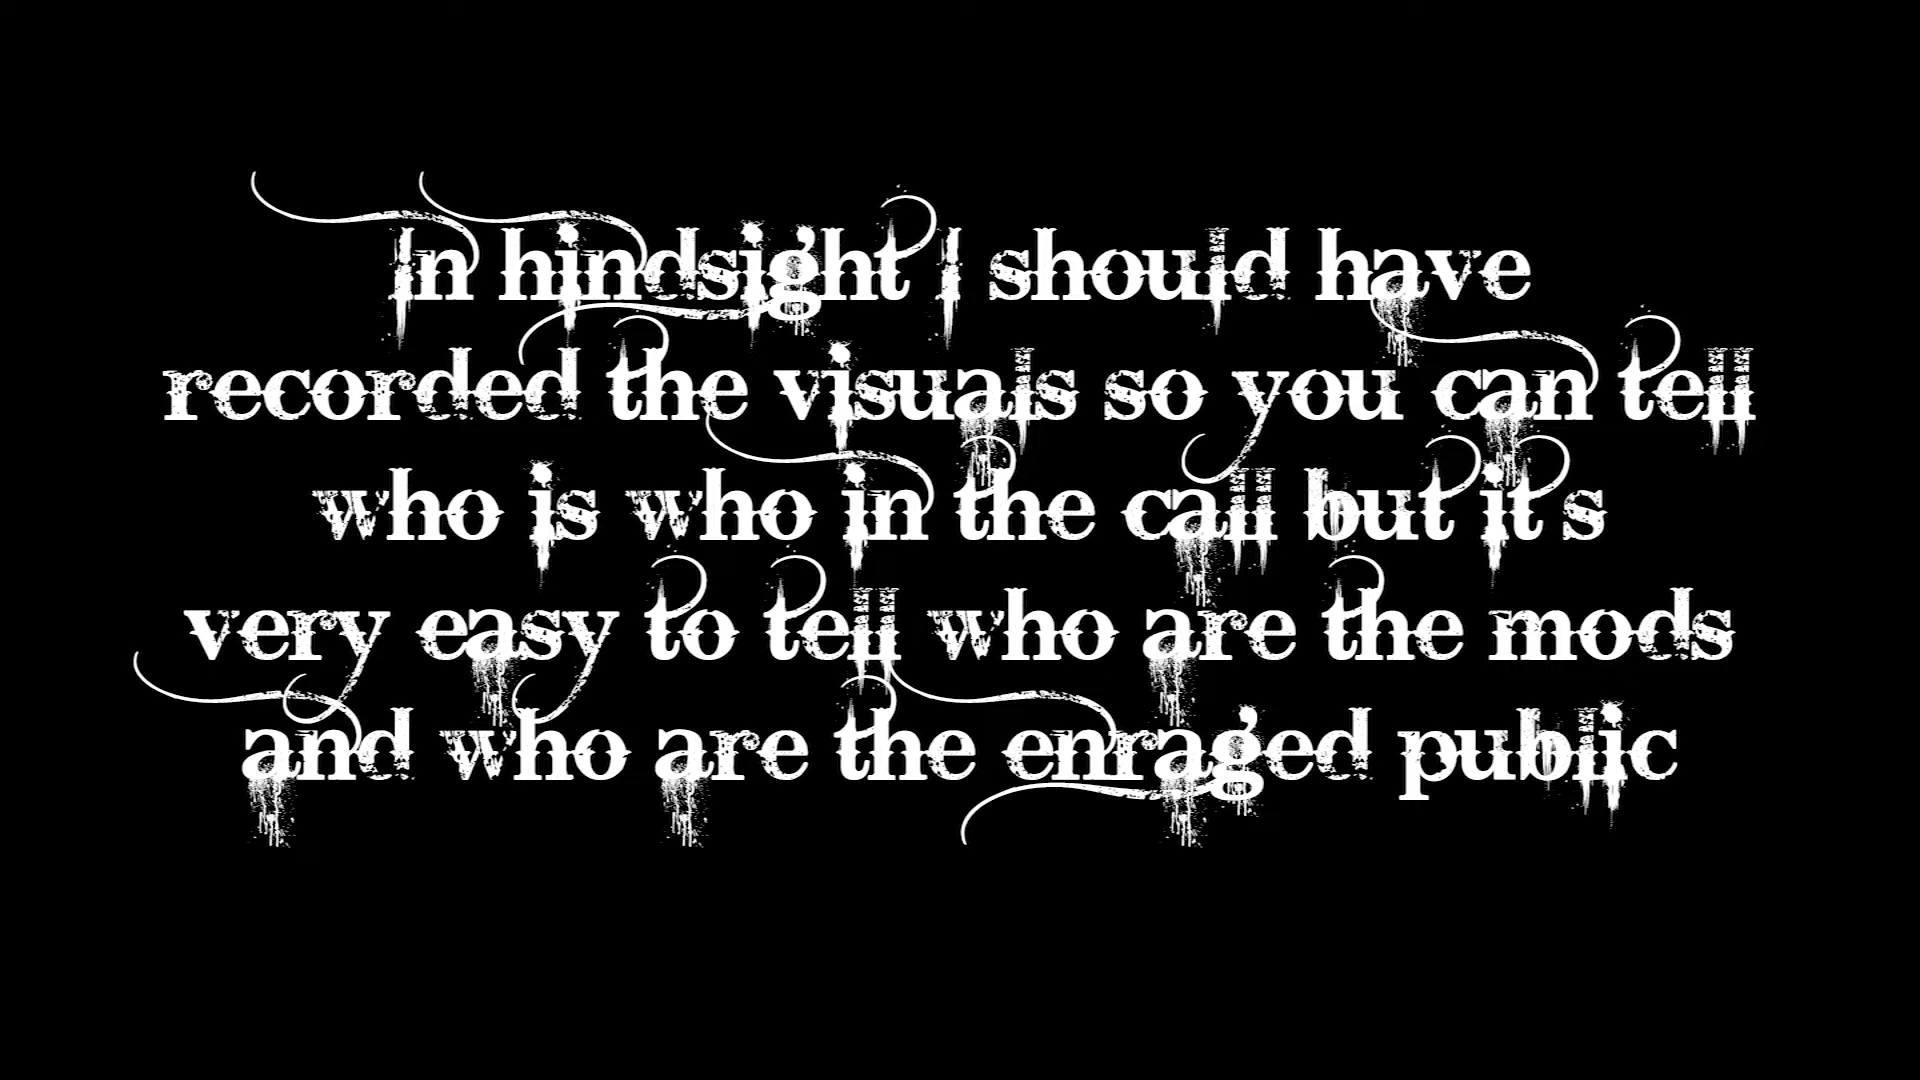 In hindsight I should have
recorded the visuals so you can tell
who is who in the call but it's
very easy to tell who are the mods
and who are the enraged public